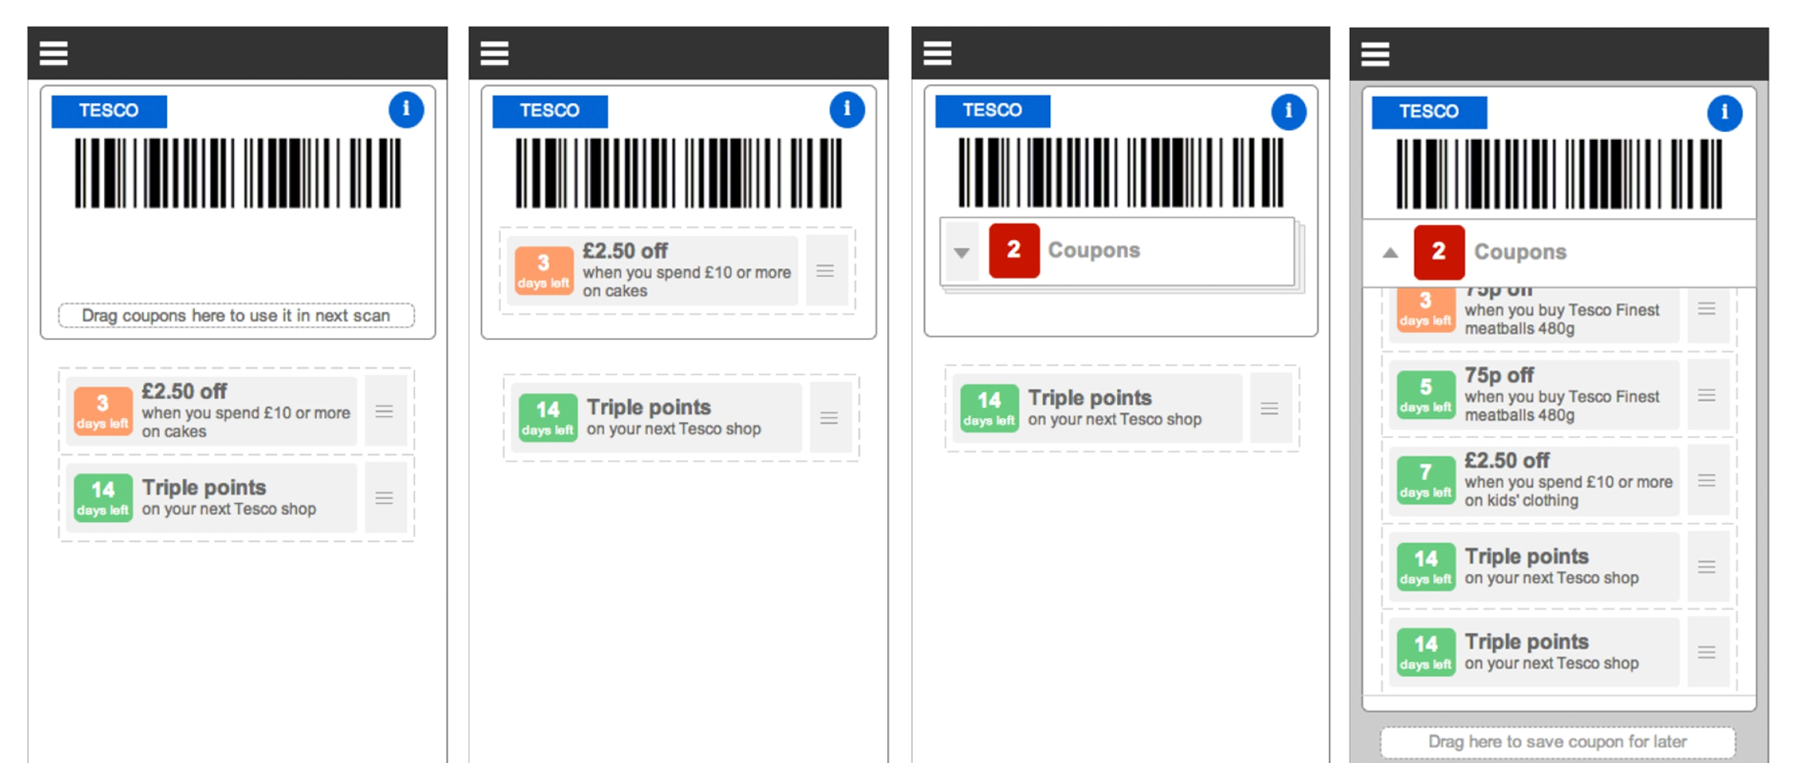 TESCO
i
Drag coupons here to use it in next scan
3
days left
£2.50 off
when you spend £10 or more
on cakes
14
days left
Triple points
on your next Tesco shop
TESCO
i
3
days left
£2.50 off
when you spend £10 or more
on cakes
14
days left
Triple points
on your next Tesco shop
TESCO
i
2
Coupons
14
days left
Triple points
on your next Tesco shop
TESCO
i
2
Coupons
3
days left
75p off
when you buy Tesco Finest
meatballs 480g
5
days left
75p off
when you buy Tesco Finest
meatballs 480g
7
days left
£2.50 off
when you spend £10 or more
on kids' clothing
14
days left
Triple points
on your next Tesco shop
14
days left
Triple points
on your next Tesco shop
Drag here to save coupon for later